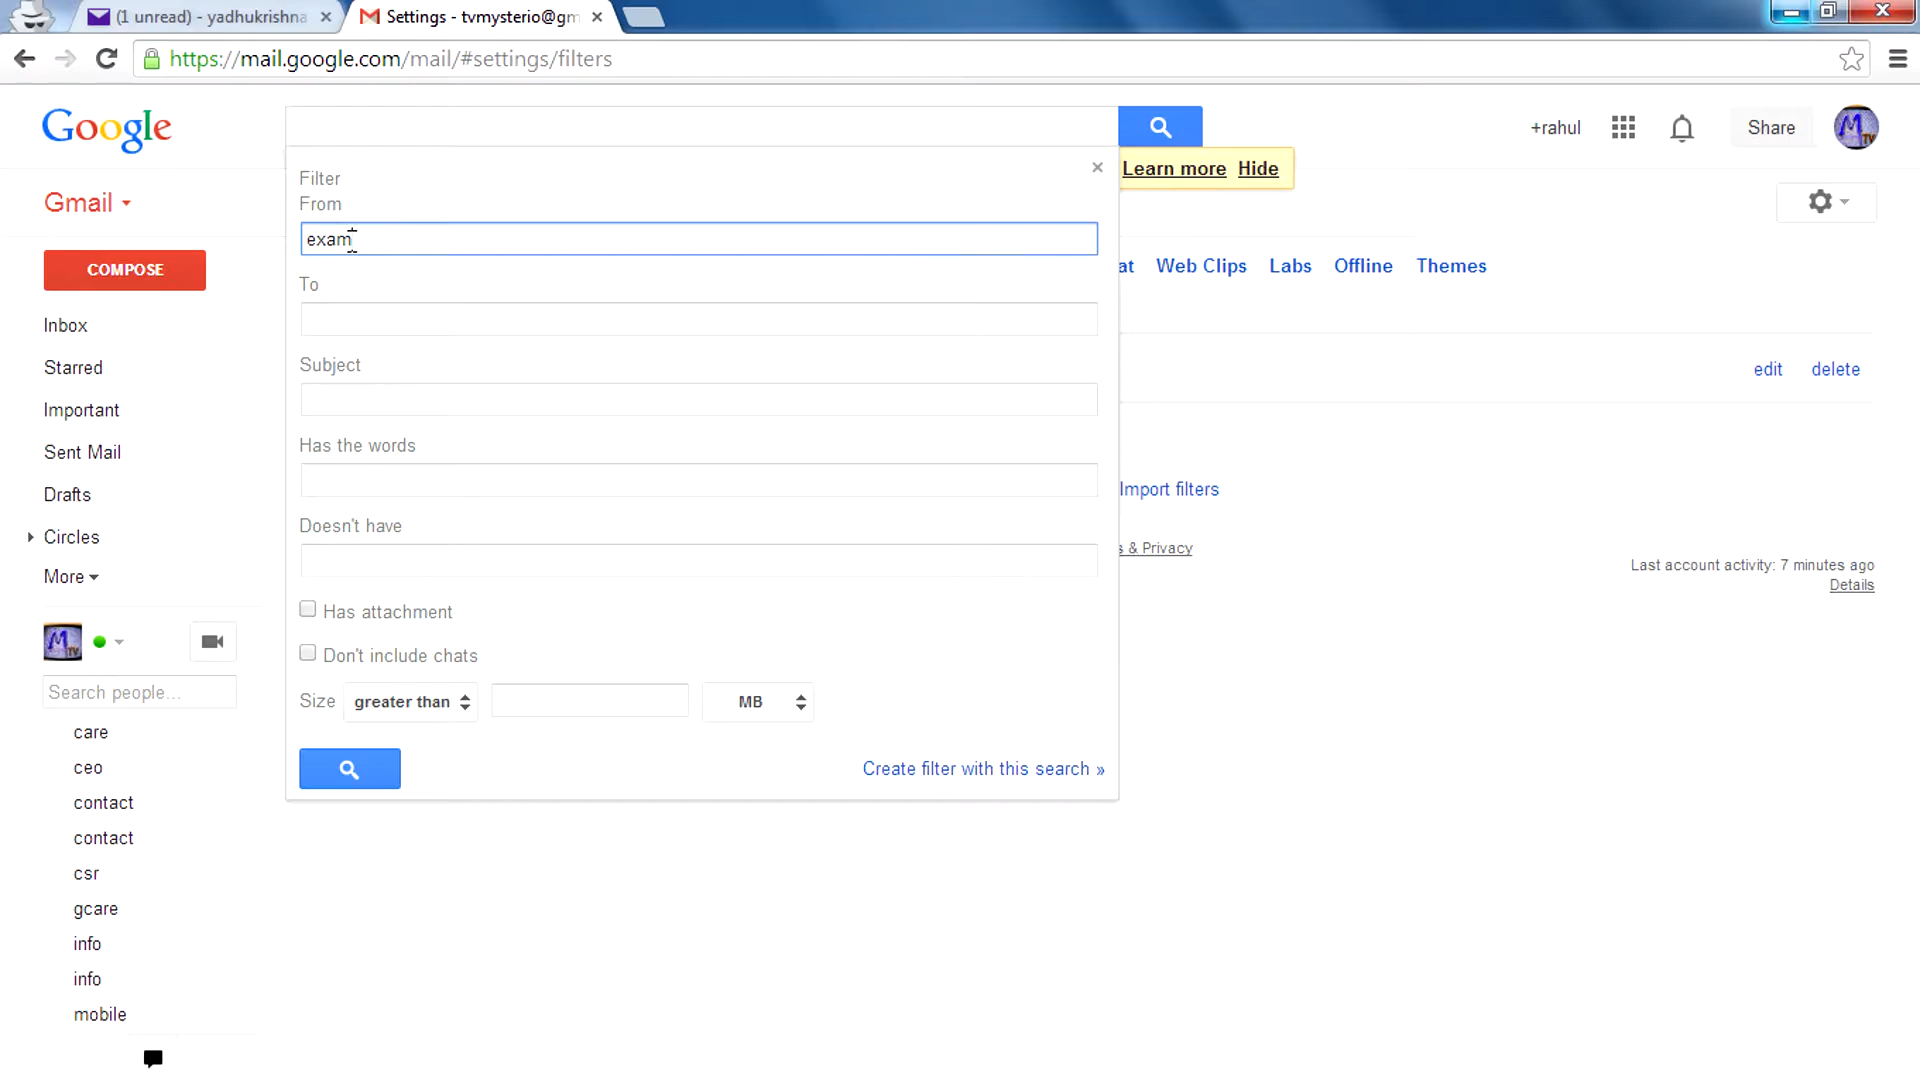 (1 unread) - yadhukrishna
Settings - tvmysterio@gm
https://mail.google.com/mail/#settings/filters
Google
+rahul
Share
Learn more Hide
Filter
From
exam
Gmail
COMPOSE
Inbox
Starred
Important
Sent Mail
Drafts
Circles
More
Search people...
care
ceo
contact
contact
csr
gcare
info
info
mobile
To
Subject
Has the words
Doesn't have
Has attachment
Don't include chats
Size greater than MB
Create filter with this search »
at Web Clips Labs Offline Themes
edit delete
Import filters
s & Privacy
Last account activity: 7 minutes ago
Details